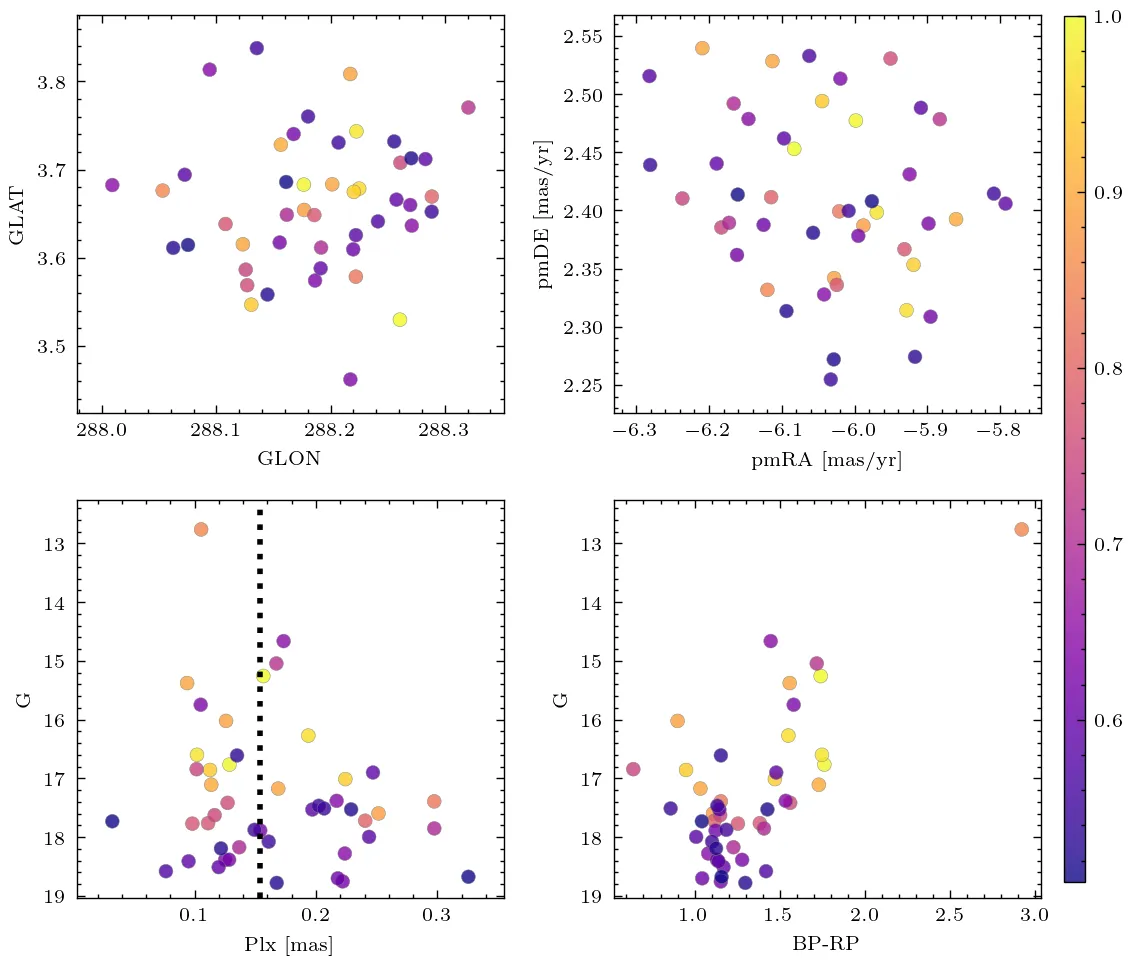 3.8
3.7
3.6
3.5
GLAT
288.0 288.1 288.2 288.3
GLON
2.55
2.50
2.45
2.40
2.35
2.30
2.25
pmDE [mas/yr]
−6.3 −6.2 −6.1 −6.0 −5.9 −5.8
pmRA [mas/yr]
13
14
15
16
17
18
19
G
0.1 0.2 0.3
Plx [mas]
13
14
15
16
17
18
19
G
1.0 1.5 2.0 2.5 3.0
BP-RP
1.0
0.9
0.8
0.7
0.6